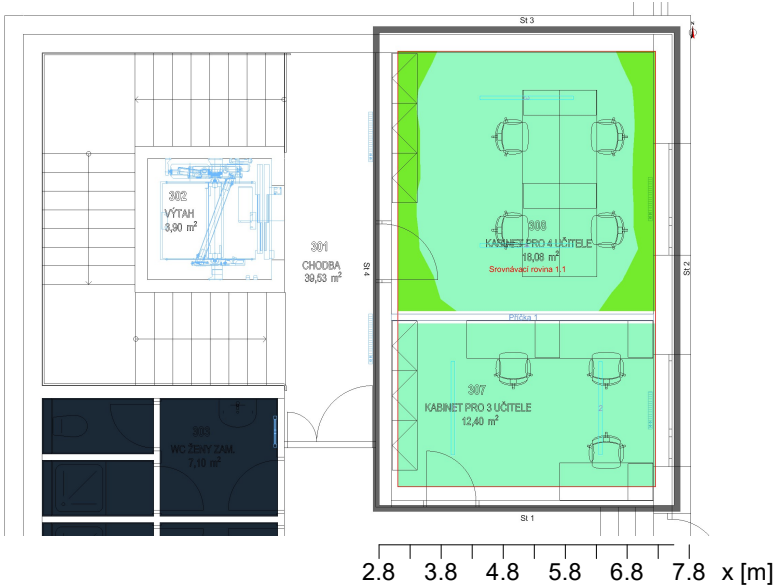 St 3
N
302
VÝTAH
3,90 m²
301
CHODBA
39,53 m²
St 4
308
KABINET PRO 4 UČITELE
18,08 m²
Srovnávací rovina 1.1
St 2
Příčka 1
307
KABINET PRO 3 UČITELE
12,40 m²
WC ŽENY ZAM.
7,10 m²
St 1
2.8 3.8 4.8 5.8 6.8 7.8 x [m]